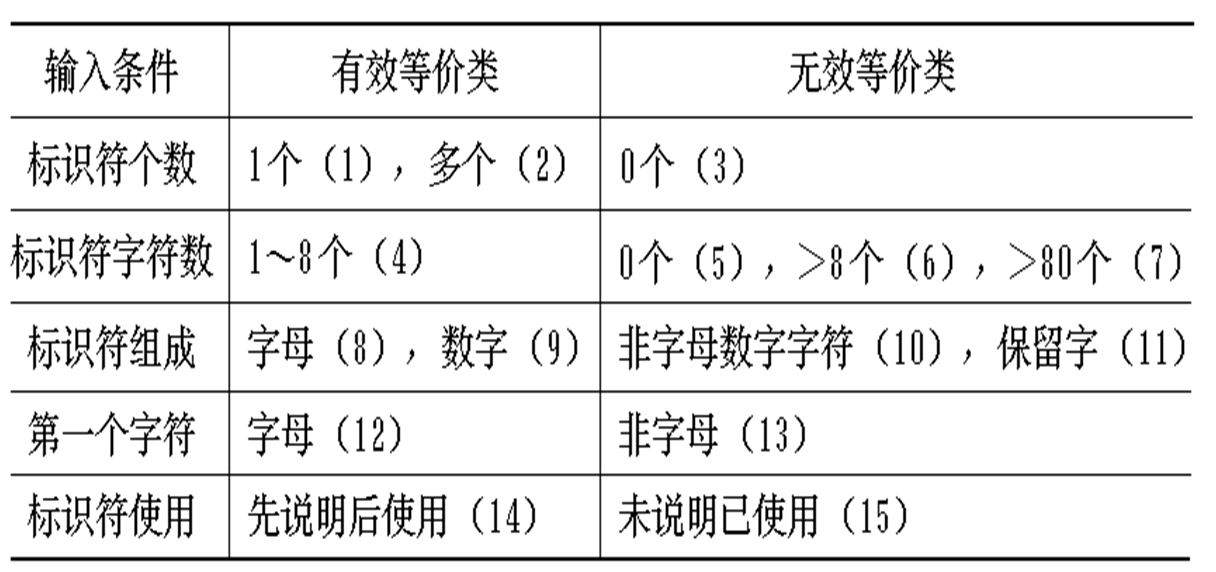 输入条件 有效等价类 无效等价类
标识符个数 1个（1），多个（2） 0个（3）
标识符字符数 1～8个（4） 0个（5），>8个（6），>80个（7）
标识符组成 字母（8），数字（9） 非字母数字字符（10），保留字（11）
第一个字符 字母（12） 非字母（13）
标识符使用 先说明后使用（14） 未说明已使用（15）